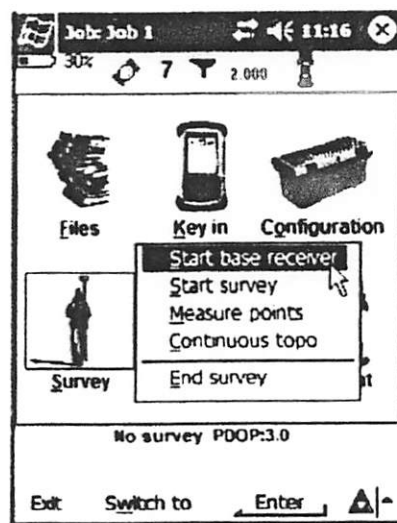 Job: Job 1 11:16
30% 7 2.000
Files Key in Configuration
Start base receiver
Start survey
Measure points
Continuous topo
End survey
Survey
No survey PDOP:3.0
Exit Switch to Enter